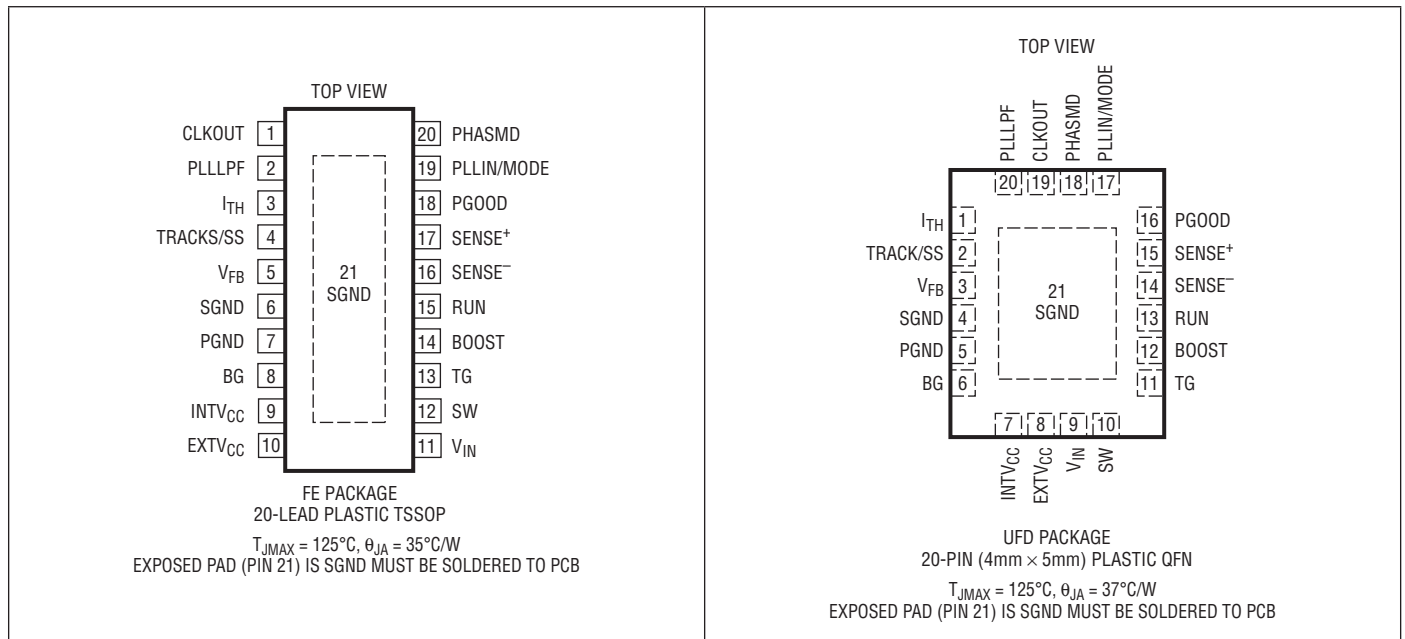 TOP VIEW
CLKOUT 1
PLLLPF 2
ITH 3
TRACKS/SS 4
VFB 5
SGND 6
PGND 7
BG 8
INTVCC 9
EXTVCC 10
20 PHASMD
19 PLLIN/MODE
18 PGOOD
17 SENSE+
16 SENSE–
15 RUN
14 BOOST
13 TG
12 SW
11 VIN
21
SGND
FE PACKAGE
20-LEAD PLASTIC TSSOP
TJMAX = 125°C, θJA = 35°C/W
EXPOSED PAD (PIN 21) IS SGND MUST BE SOLDERED TO PCB
TOP VIEW
PLLLPF
CLKOUT
PHASMD
PLLIN/MODE
20 19 18 17
ITH 1
TRACK/SS 2
VFB 3
SGND 4
PGND 5
BG 6
16 PGOOD
15 SENSE+
14 SENSE–
13 RUN
12 BOOST
11 TG
21
SGND
7 8 9 10
INTVCC
EXTVCC
VIN
SW
UFD PACKAGE
20-PIN (4mm × 5mm) PLASTIC QFN
TJMAX = 125°C, θJA = 37°C/W
EXPOSED PAD (PIN 21) IS SGND MUST BE SOLDERED TO PCB